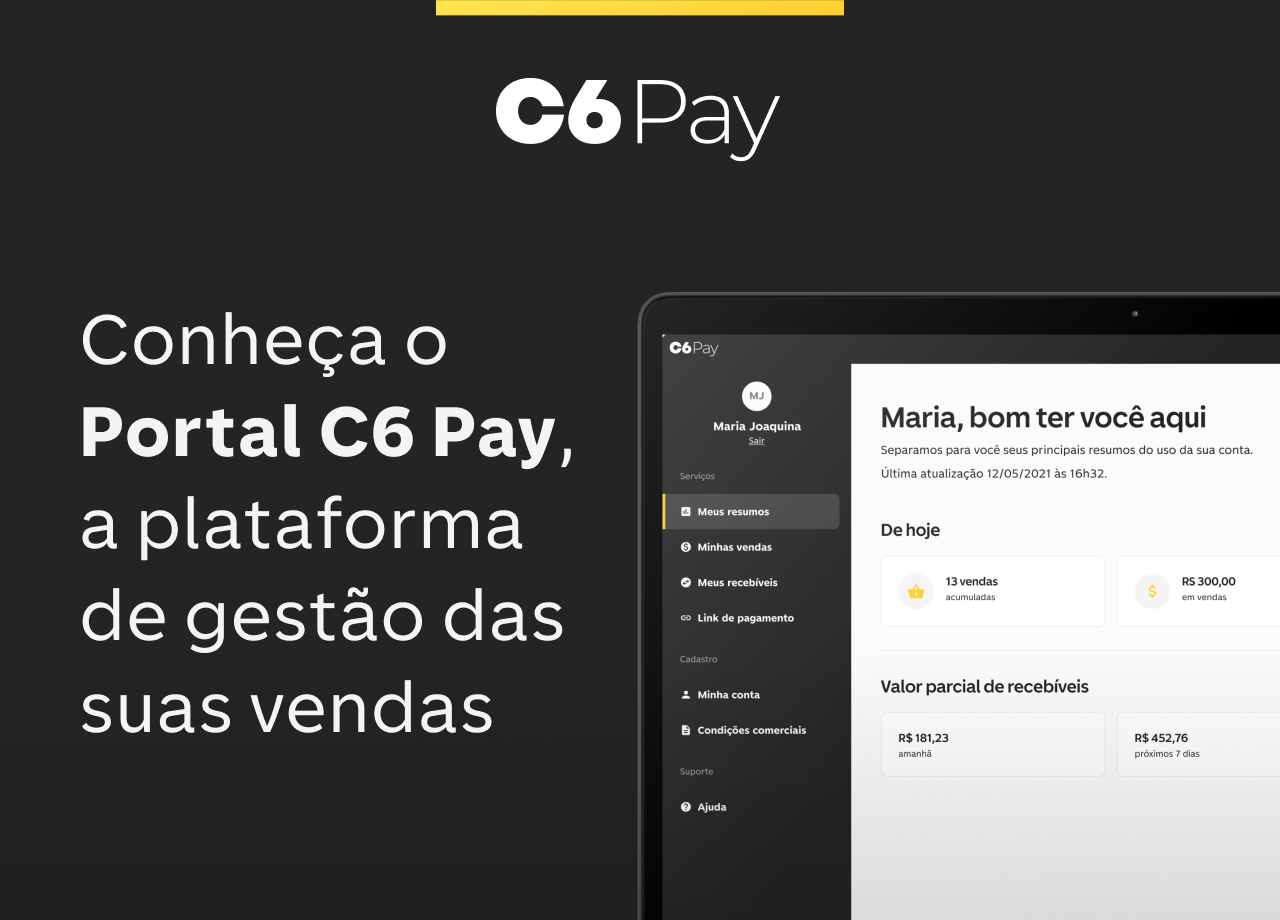 C6 Pay
Conheça o
Portal C6 Pay,
a plataforma
de gestão das
suas vendas
C6 Pay
MJ
Maria Joaquina
Sair
Serviços
Meus resumos
Minhas vendas
Meus recebíveis
Link de pagamento
Cadastro
Minha conta
Condições comerciais
Suporte
Ajuda
Maria, bom ter você aqui
Separamos para você seus principais resumos do uso da sua conta.
Última atualização 12/05/2021 às 16h32.
De hoje
13 vendas
acumuladas
RS 300,00
em vendas
Valor parcial de recebíveis
R$ 181,23
amanhã
R$ 452,76
próximos 7 dias